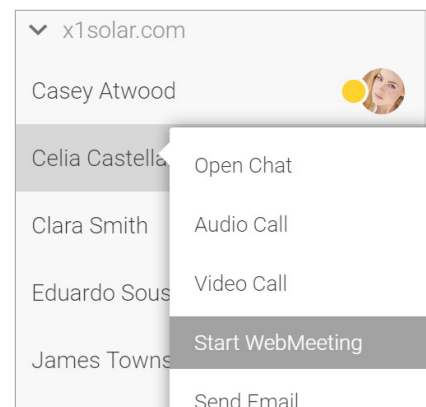 x1solar.com
Casey Atwood
Celia Castella
Open Chat
Clara Smith
Audio Call
Eduardo Sous
Video Call
Start WebMeeting
James Towns
Send Email